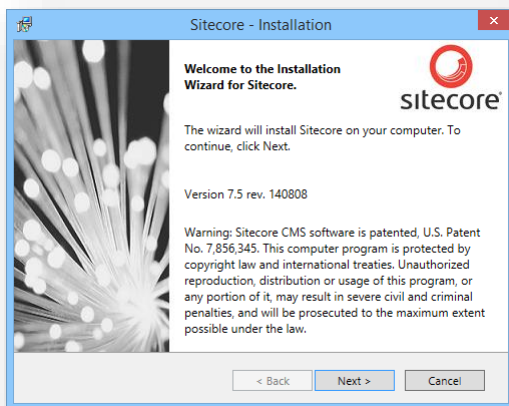 Sitecore - Installation
Welcome to the Installation
Wizard for Sitecore.
sitecore
The wizard will install Sitecore on your computer. To
continue, click Next.
Version 7.5 rev. 140808
Warning: Sitecore CMS software is patented, U.S. Patent
No. 7,856,345. This computer program is protected by
copyright law and international treaties. Unauthorized
reproduction, distribution or usage of this program, or
any portion of it, may result in severe civil and criminal
penalties, and will be prosecuted to the maximum extent
possible under the law.
< Back Next > Cancel